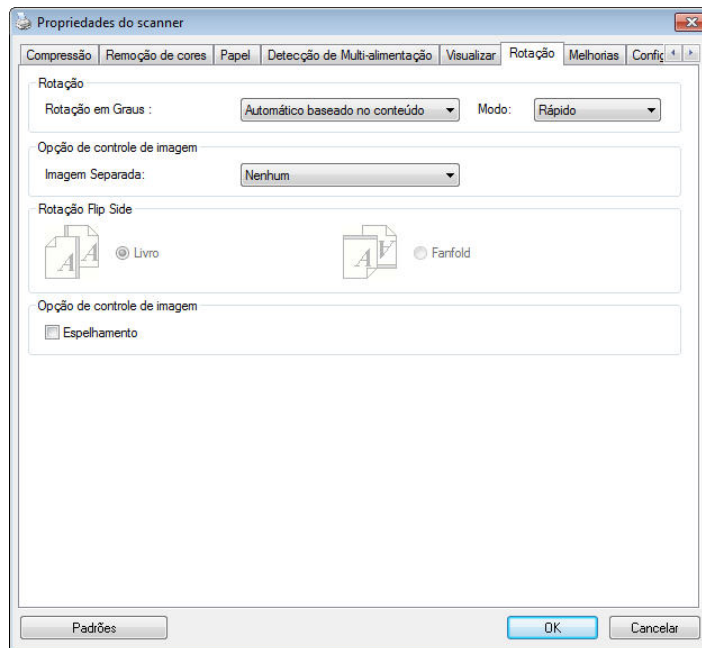 Propriedades do scanner
Compressão Remoção de cores Papel Detecção de Multi-alimentação Visualizar Rotação Melhorias Config
Rotação
Rotação em Graus : Automático baseado no conteúdo Modo: Rápido
Opção de controle de imagem
Imagem Separada: Nenhum
Rotação Flip Side
A A Livro A A Fanfold
Opção de controle de imagem
Espelhamento
Padrões OK Cancelar